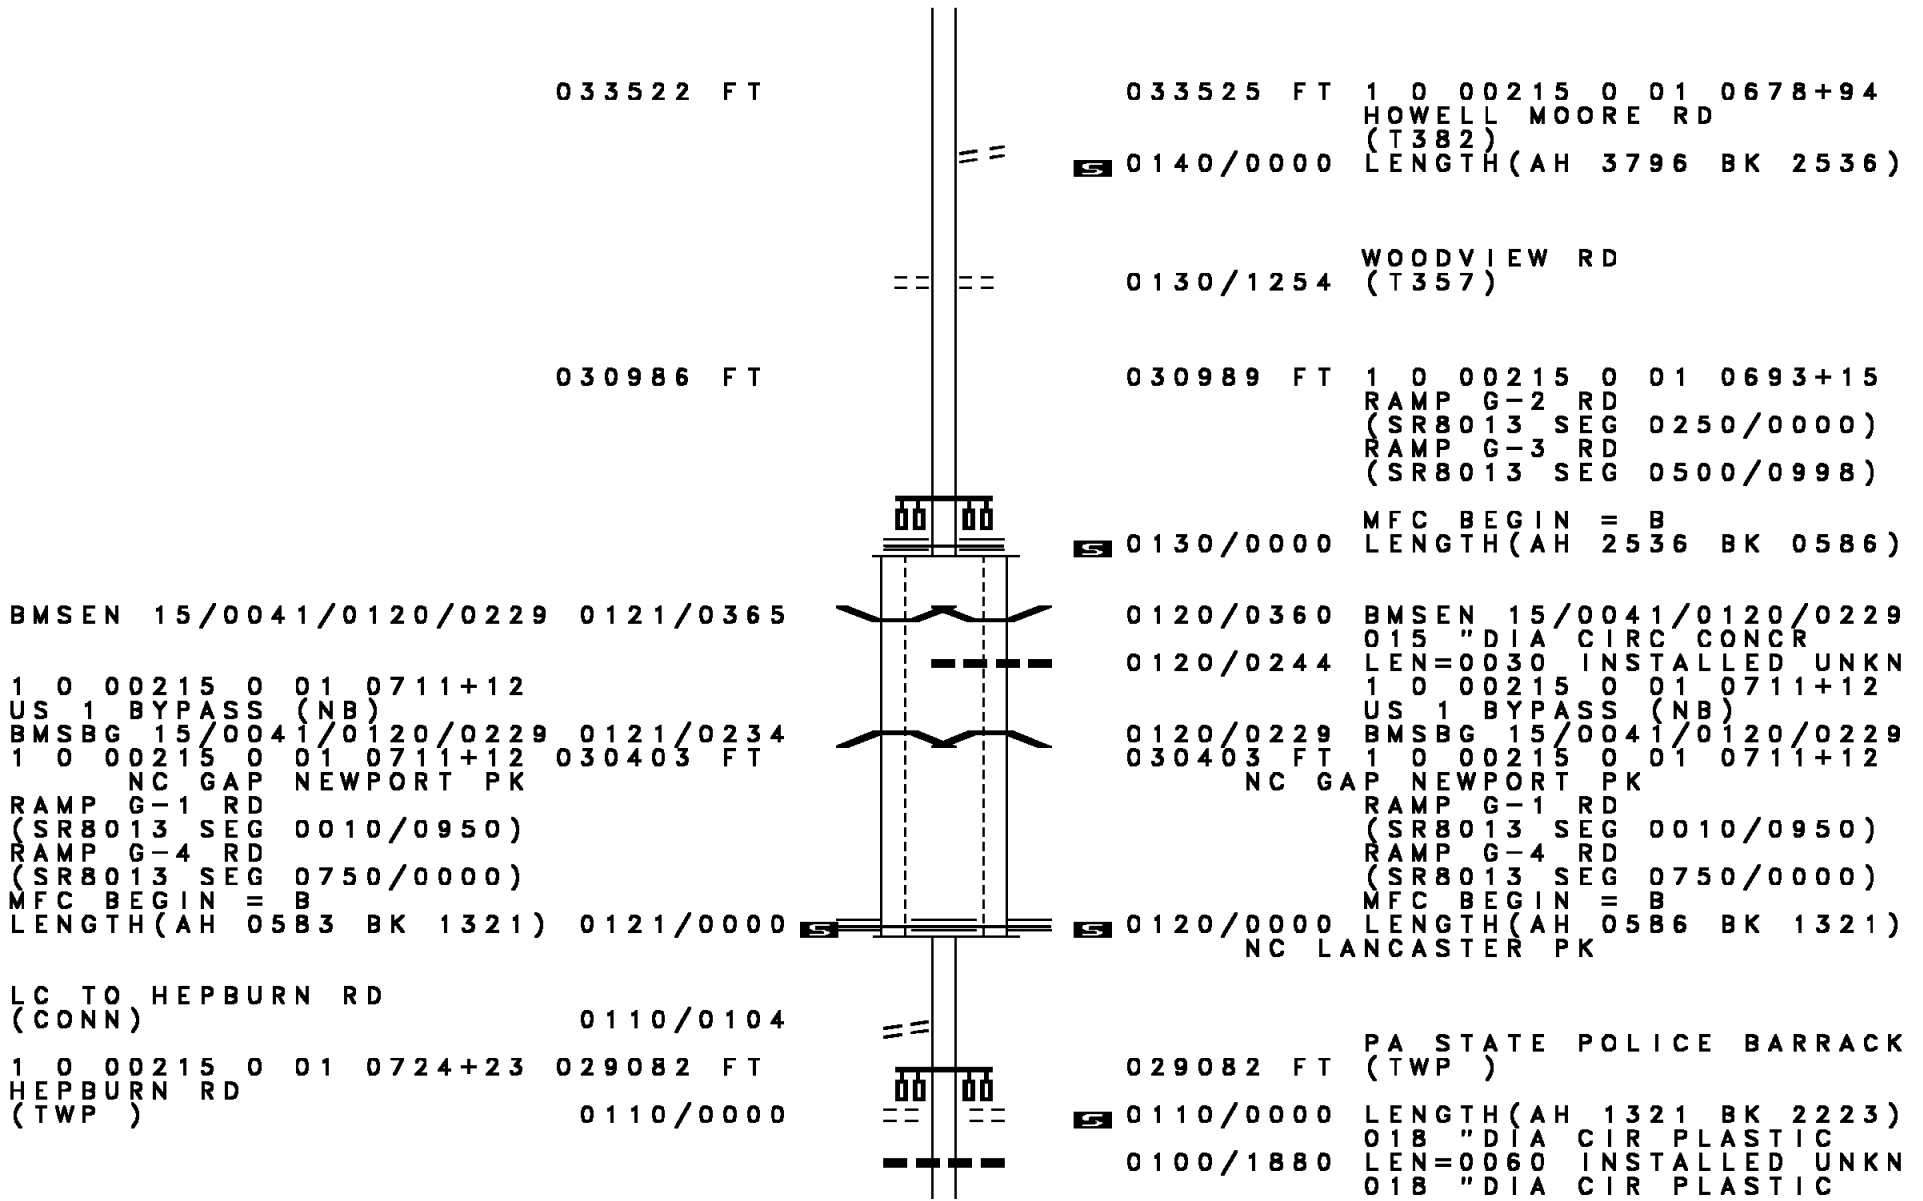 033522 FT 033525 FT 1 0 00215 0 01 0678+94
HOWELL MOORE RD
(T382)
S 0140/0000 LENGTH(AH 3796 BK 2536)
WOODVIEW RD
0130/1254 (T357)
030986 FT 030989 FT 1 0 00215 0 01 0693+15
RAMP G-2 RD
(SR8013 SEG 0250/0000)
RAMP G-3 RD
(SR8013 SEG 0500/0998)
MFC BEGIN = B
S 0130/0000 LENGTH(AH 2536 BK 0586)
BMSEN 15/0041/0120/0229 0121/0365 0120/0360 BMSEN 15/0041/0120/0229
015 "DIA CIRC CONCR
0120/0244 LEN=0030 INSTALLED UNKN
1 0 00215 0 01 0711+12 1 0 00215 0 01 0711+12
US 1 BYPASS (NB) US 1 BYPASS (NB)
BMSBG 15/0041/0120/0229 0121/0234 0120/0229 BMSBG 15/0041/0120/0229
1 0 00215 0 01 0711+12 030403 FT 030403 FT 1 0 00215 0 01 0711+12
NC GAP NEWPORT PK NC GAP NEWPORT PK
RAMP G-1 RD RAMP G-1 RD
(SR8013 SEG 0010/0950) (SR8013 SEG 0010/0950)
RAMP G-4 RD RAMP G-4 RD
(SR8013 SEG 0750/0000) (SR8013 SEG 0750/0000)
MFC BEGIN = B MFC BEGIN = B
LENGTH(AH 0583 BK 1321) 0121/0000 S S 0120/0000 LENGTH(AH 0586 BK 1321)
NC LANCASTER PK
LC TO HEPBURN RD
(CONN) 0110/0104
PA STATE POLICE BARRACK
1 0 00215 0 01 0724+23 029082 FT 029082 FT (TWP )
HEPBURN RD
(TWP ) 0110/0000 S 0110/0000 LENGTH(AH 1321 BK 2223)
018 "DIA CIR PLASTIC
0100/1880 LEN=0060 INSTALLED UNKN
018 "DIA CIR PLASTIC